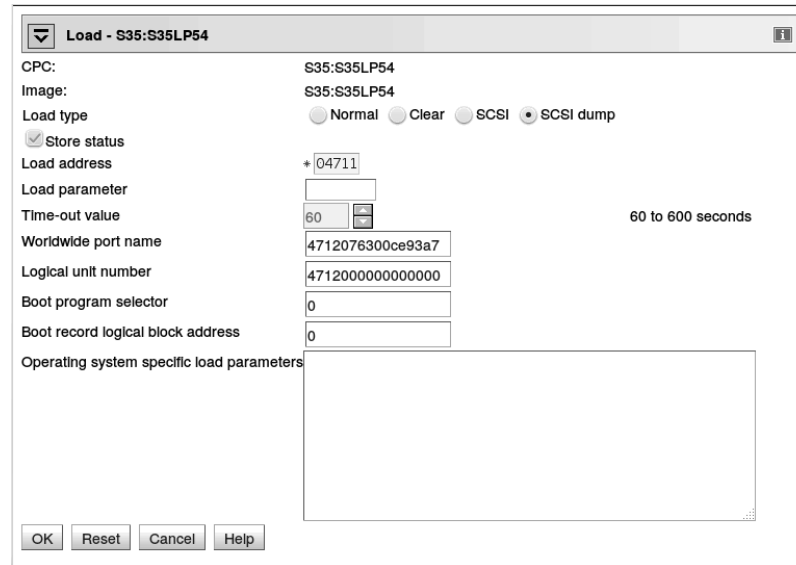 Load - S35:S35LP54
CPC: S35:S35LP54
Image: S35:S35LP54
Load type Normal Clear SCSI SCSI dump
Store status
Load address * 04711
Load parameter
Time-out value 60 60 to 600 seconds
Worldwide port name 4712076300ce93a7
Logical unit number 4712000000000000
Boot program selector 0
Boot record logical block address 0
Operating system specific load parameters
OK Reset Cancel Help